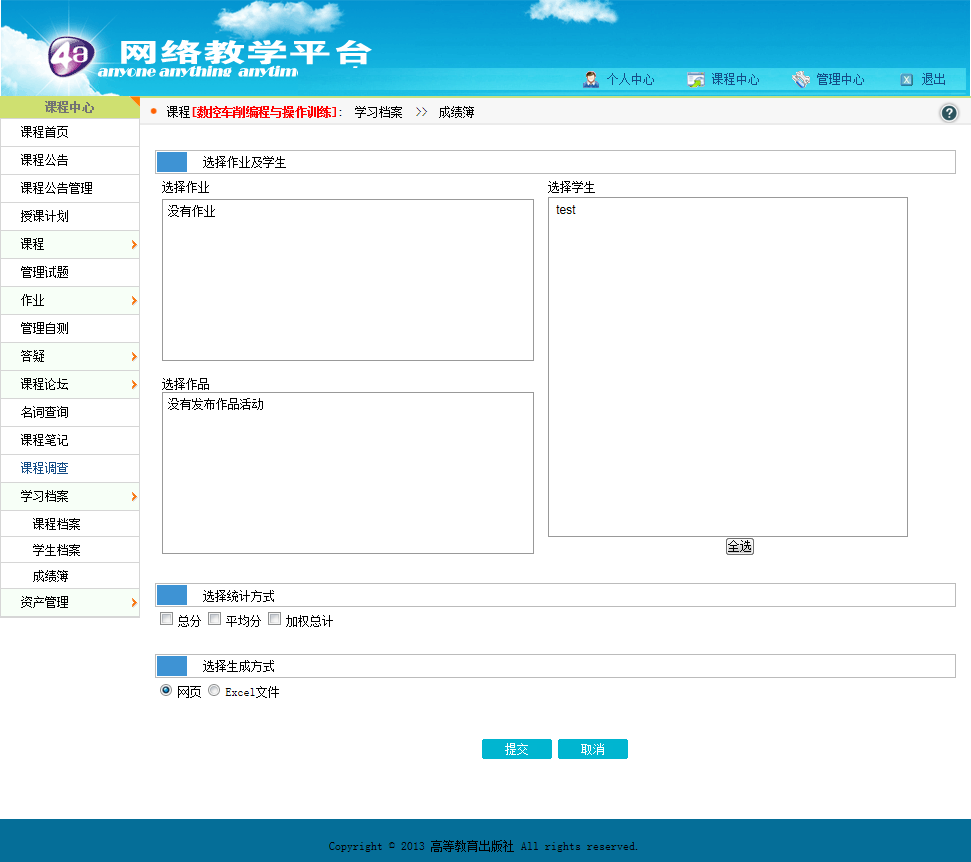 4a 网络教学平台
anyone anything anytim
个人中心 课程中心 管理中心 退出
课程中心
课程[数控车削编程与操作训练]: 学习档案 >> 成绩簿 ?
课程首页
课程公告
课程公告管理
授课计划
课程
管理试题
作业
管理自测
答疑
课程论坛
名词查询
课程笔记
课程调查
学习档案
课程档案
学生档案
成绩簿
资产管理
选择作业及学生
选择作业
没有作业
选择作品
没有发布作品活动
选择学生
test
全选
选择统计方式
总分 平均分 加权总计
选择生成方式
网页 Excel文件
提交 取消
Copyright © 2013 高等教育出版社 All rights reserved.